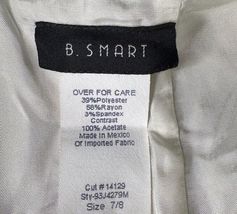 B. SMART
OVER FOR CARE
39%Polyester
58%Rayon
3%Spandex
Contrast
100% Acetate
Made In Mexico
Of Imported Fabric
Cut #14129
Sty-93J4279M
Size 7/8